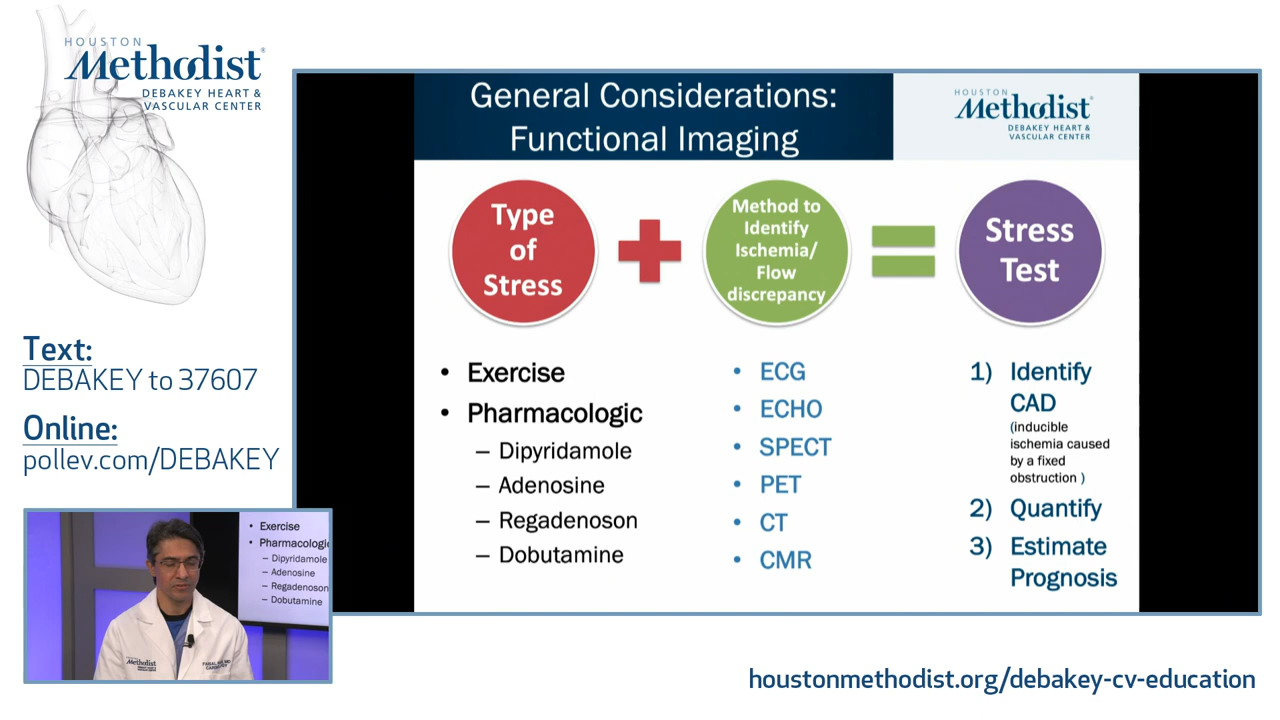 HOUSTON
Methodist®
DEBAKEY HEART &
VASCULAR CENTER
Text:
DEBAKEY to 37607
Online:
pollev.com/DEBAKEY
General Considerations:
Functional Imaging
HOUSTON
Methodist
DEBAKEY HEART &
VASCULAR CENTER
Type
of
Stress
Method to
Identify
Ischemia/
Flow
discrepancy
Stress
Test
• Exercise
• Pharmacologic
– Dipyridamole
– Adenosine
– Regadenoson
– Dobutamine
• ECG
• ECHO
• SPECT
• PET
• CT
• CMR
1) Identify
CAD
(inducible
ischemia caused
by a fixed
obstruction )
2) Quantify
3) Estimate
Prognosis
• Exercise
• Pharmacologic
– Dipyridamole
– Adenosine
– Regadenoson
– Dobutamine
Methodist
houstonmethodist.org/debakey-cv-education